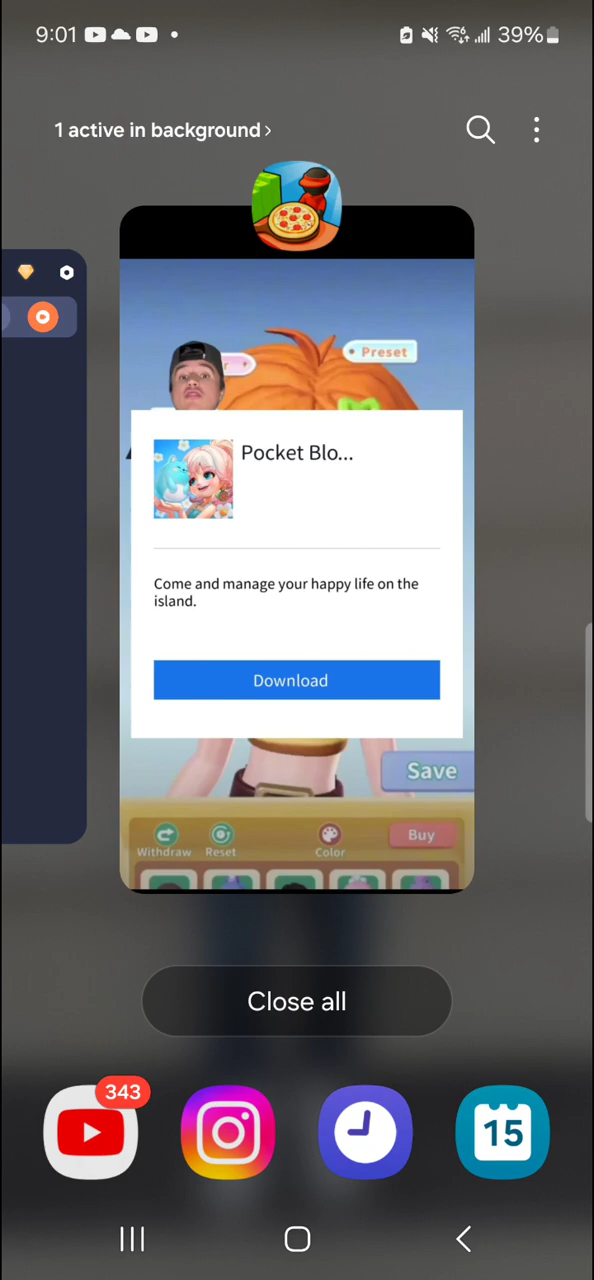 9:01
39%
1 active in background >
Preset
Pocket Blo...
Come and manage your happy life on the
island.
Download
Save
Withdraw
Reset
Color
Buy
Close all
343
15